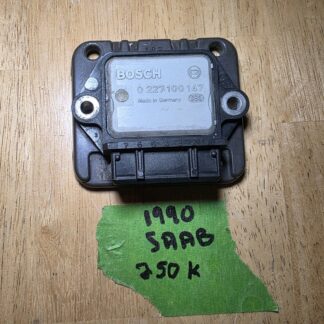 BOSCH
0 227 100 147
Made in Germany
1990
SAAB
250 K